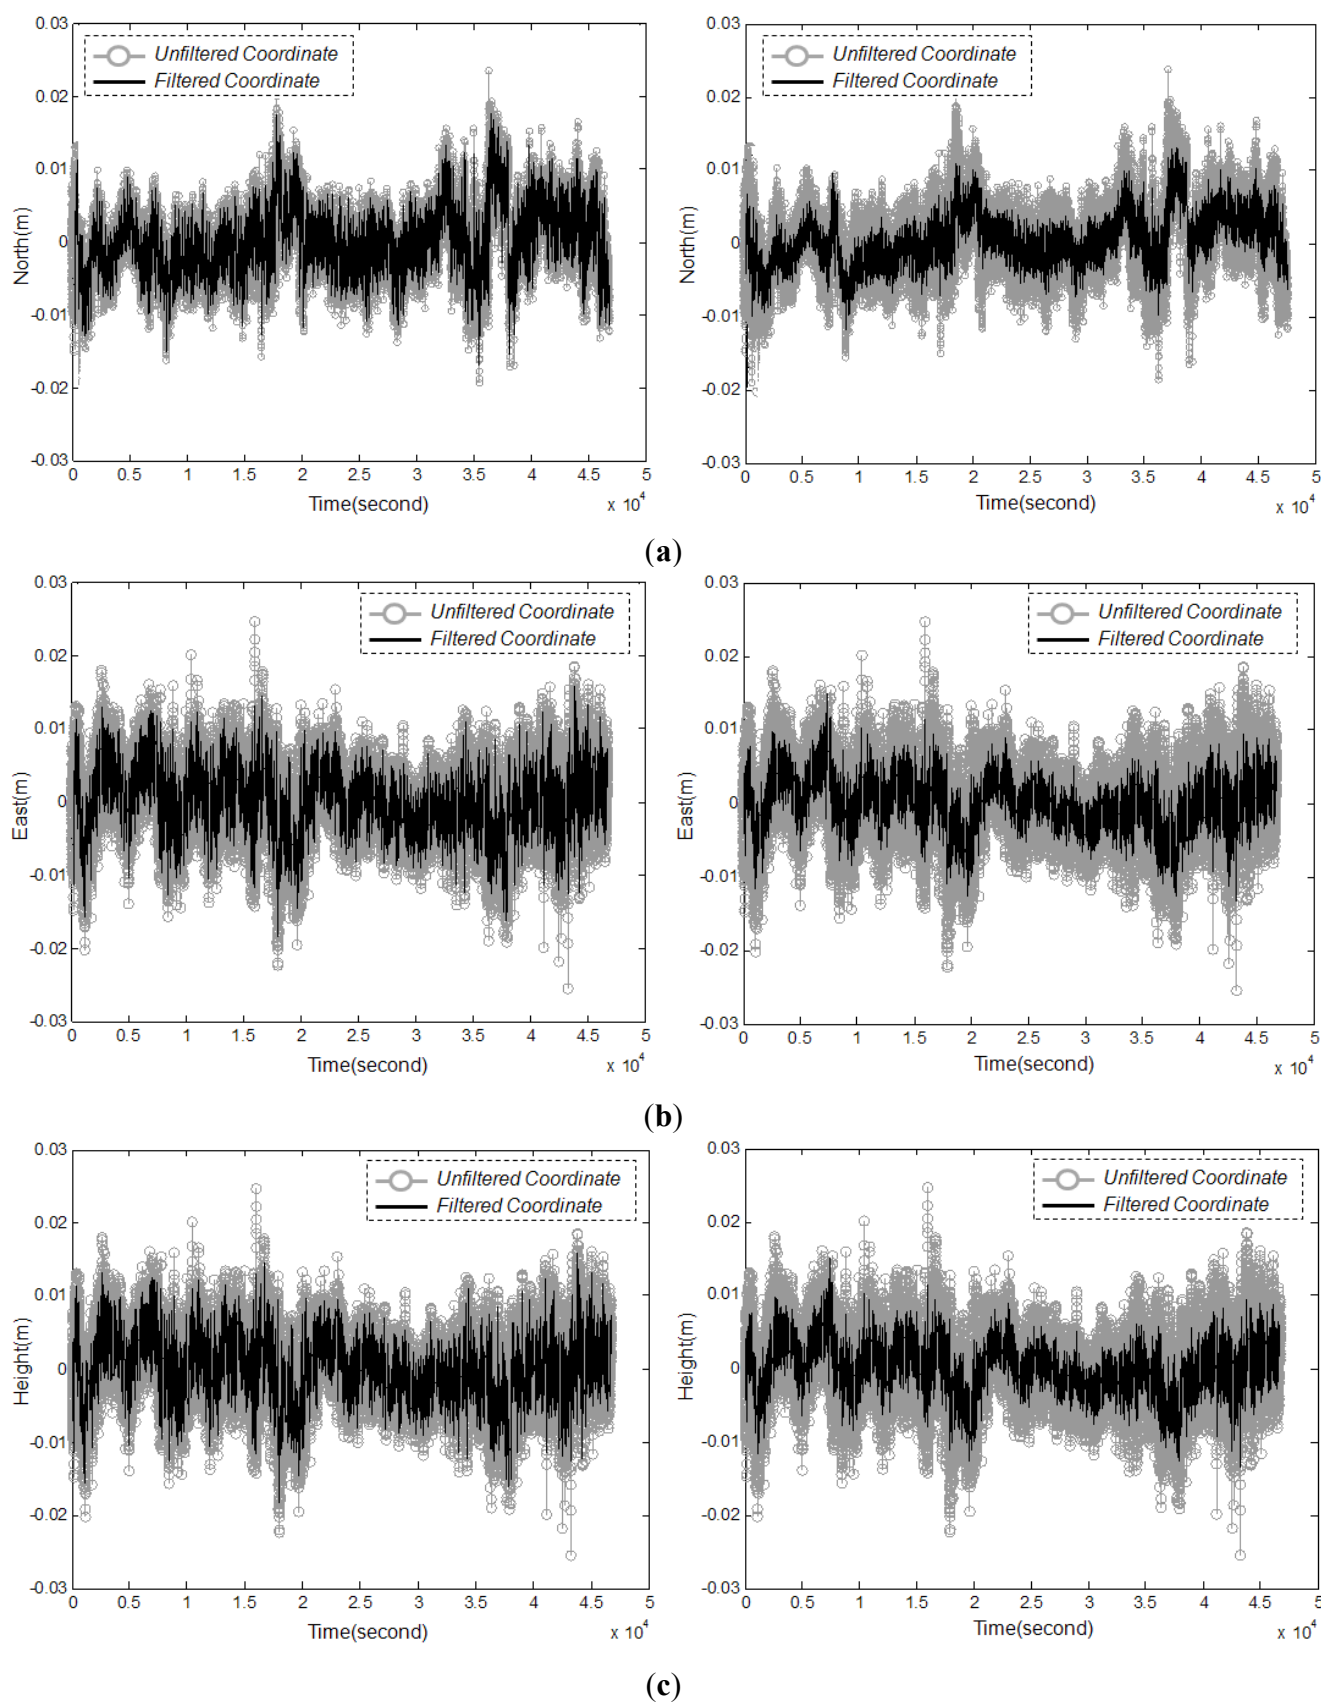 0.03
Unfiltered Coordinate
Filtered Coordinate
0.02
0.01
0
-0.01
-0.02
-0.03
North(m)
0 0.5 1 1.5 2 2.5 3 3.5 4 4.5 5
Time(second)
x 10^4
0.03
Unfiltered Coordinate
Filtered Coordinate
0.02
0.01
0
-0.01
-0.02
-0.03
North(m)
0 0.5 1 1.5 2 2.5 3 3.5 4 4.5 5
Time(second)
x 10^4
(a)
0.03
Unfiltered Coordinate
Filtered Coordinate
0.02
0.01
0
-0.01
-0.02
-0.03
East(m)
0 0.5 1 1.5 2 2.5 3 3.5 4 4.5 5
Time(second)
x 10^4
0.03
Unfiltered Coordinate
Filtered Coordinate
0.02
0.01
0
-0.01
-0.02
-0.03
East(m)
0 0.5 1 1.5 2 2.5 3 3.5 4 4.5 5
Time(second)
x 10^4
(b)
0.03
Unfiltered Coordinate
Filtered Coordinate
0.02
0.01
0
-0.01
-0.02
-0.03
Height(m)
0 0.5 1 1.5 2 2.5 3 3.5 4 4.5 5
Time(second)
x 10^4
0.03
Unfiltered Coordinate
Filtered Coordinate
0.02
0.01
0
-0.01
-0.02
-0.03
Height(m)
0 0.5 1 1.5 2 2.5 3 3.5 4 4.5 5
Time(second)
x 10^4
(c)